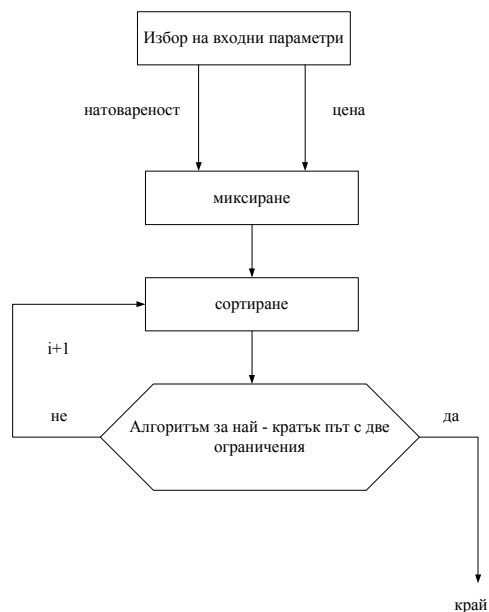 Избор на входни параметри
натовареност
цена
миксиране
сортиране
i+1
не
Алгоритъм за най - кратък път с две
ограничения
да
край